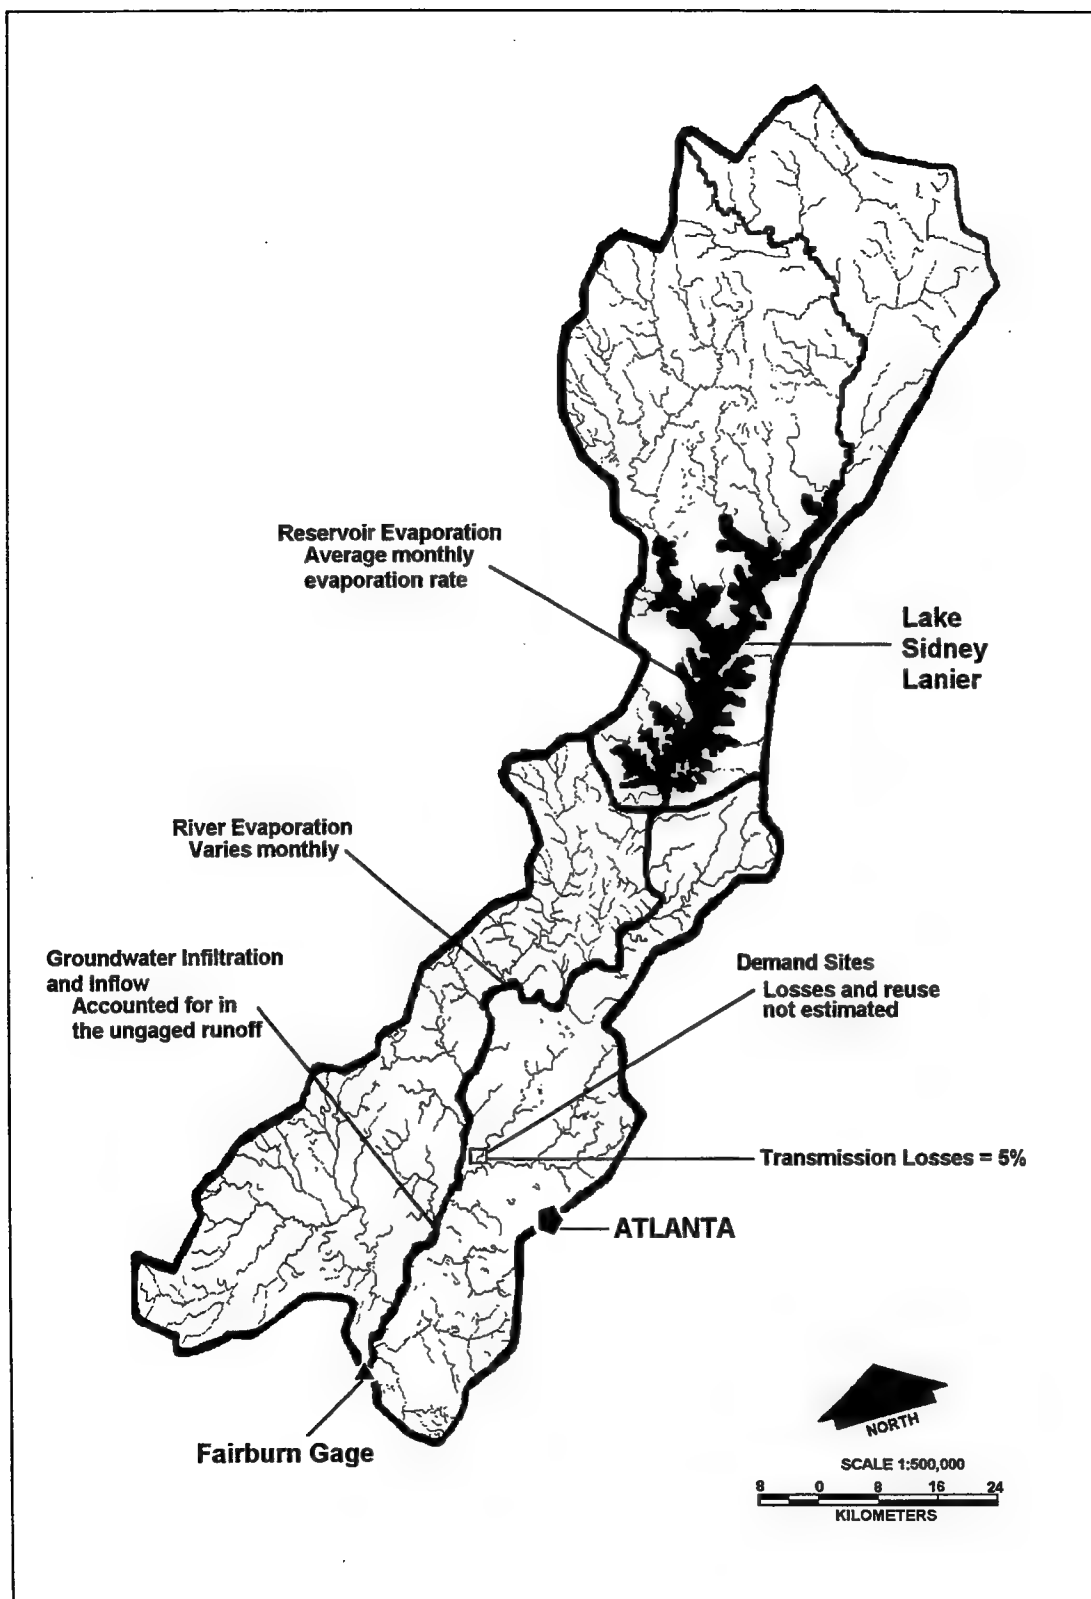 Reservoir Evaporation
Average monthly
evaporation rate
Lake
Sidney
Lanier
River Evaporation
Varies monthly
Groundwater Infiltration
and Inflow
Accounted for in
the ungaged runoff
Demand Sites
Losses and reuse
not estimated
Transmission Losses = 5%
ATLANTA
Fairburn Gage
NORTH
SCALE 1:500,000
8 0 8 16 24
KILOMETERS